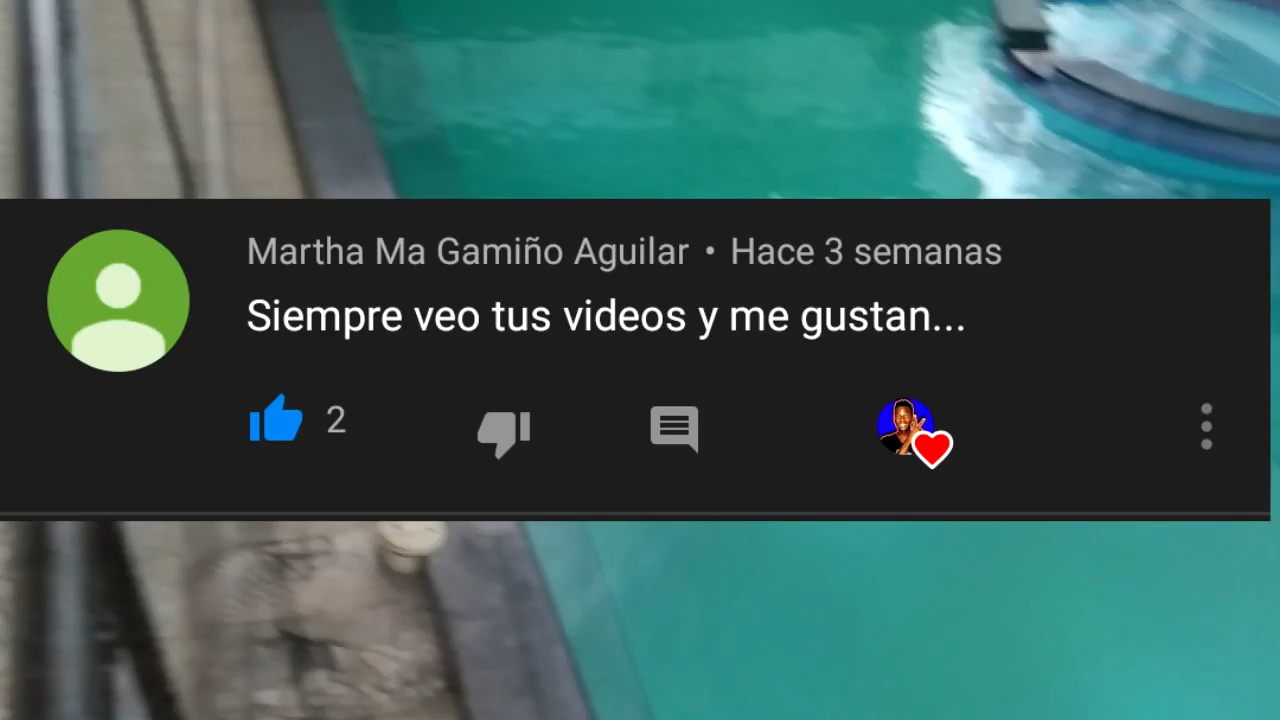 Martha Ma Gamiño Aguilar • Hace 3 semanas
Siempre veo tus videos y me gustan...
2